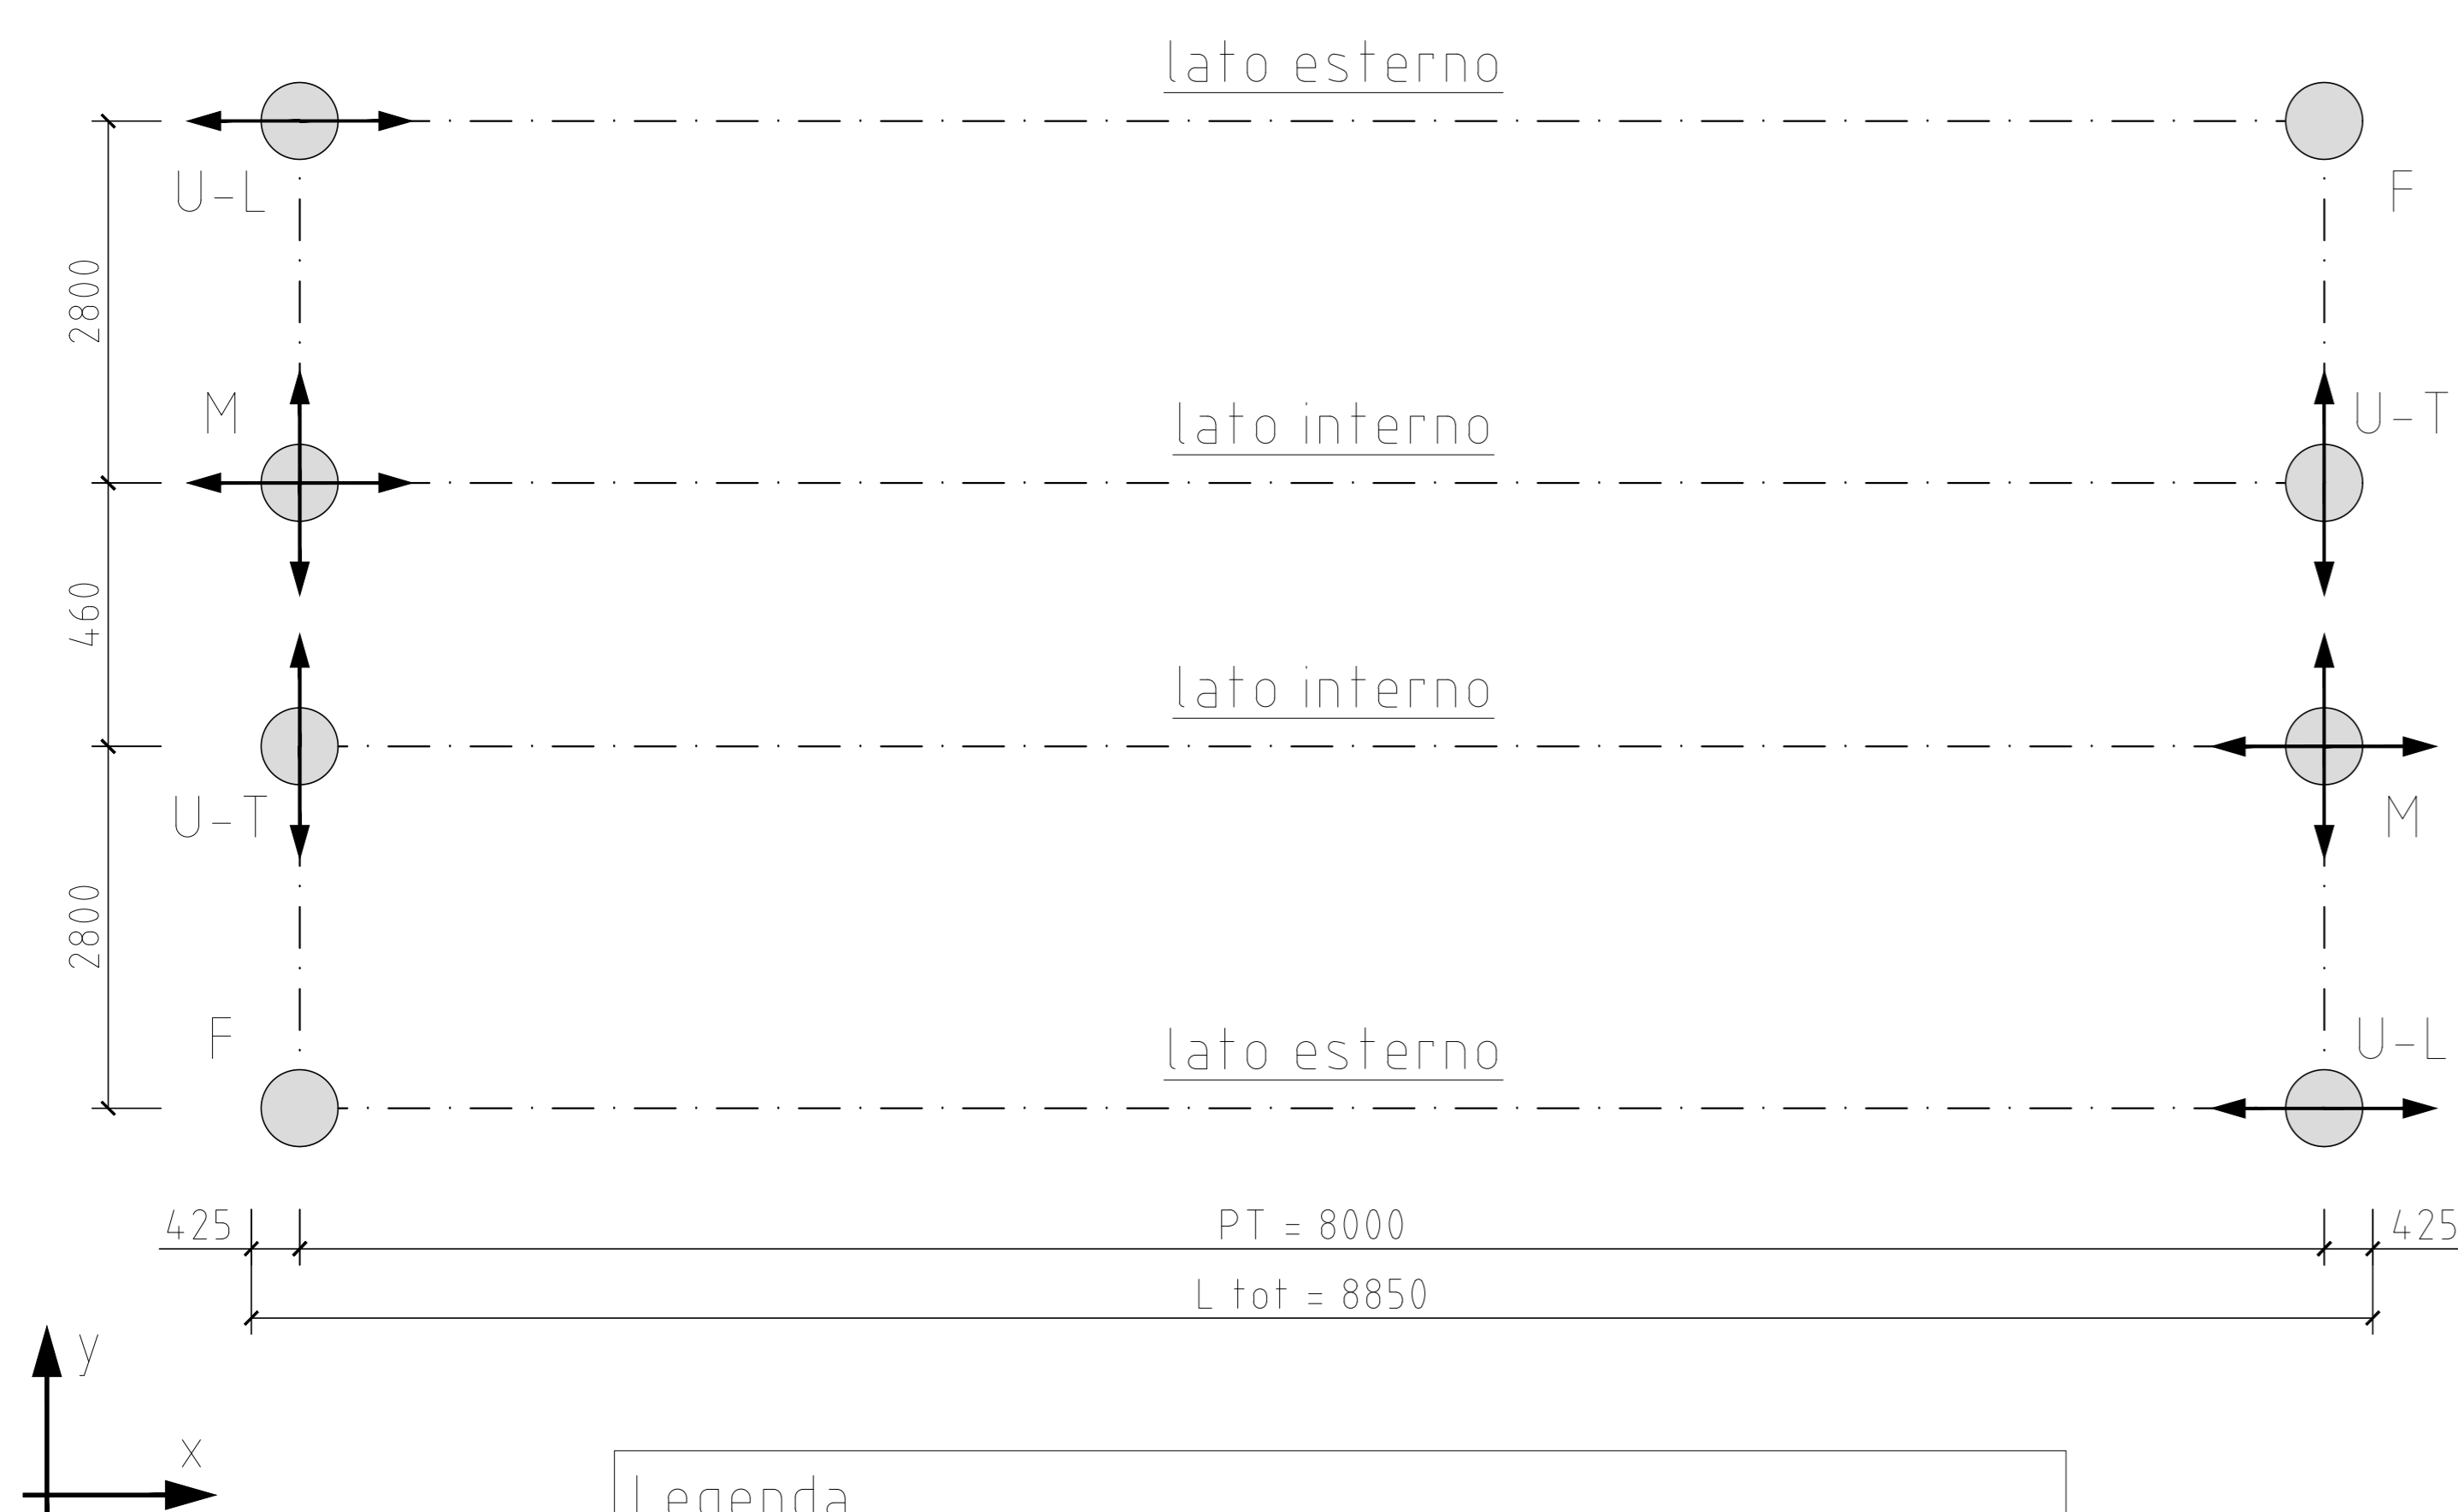 lato esterno
U-L
F
2800
M
U-T
lato interno
460
lato interno
U-T
M
2800
F
U-L
lato esterno
425
PT = 8000
425
L tot = 8850
y
x
Legenda